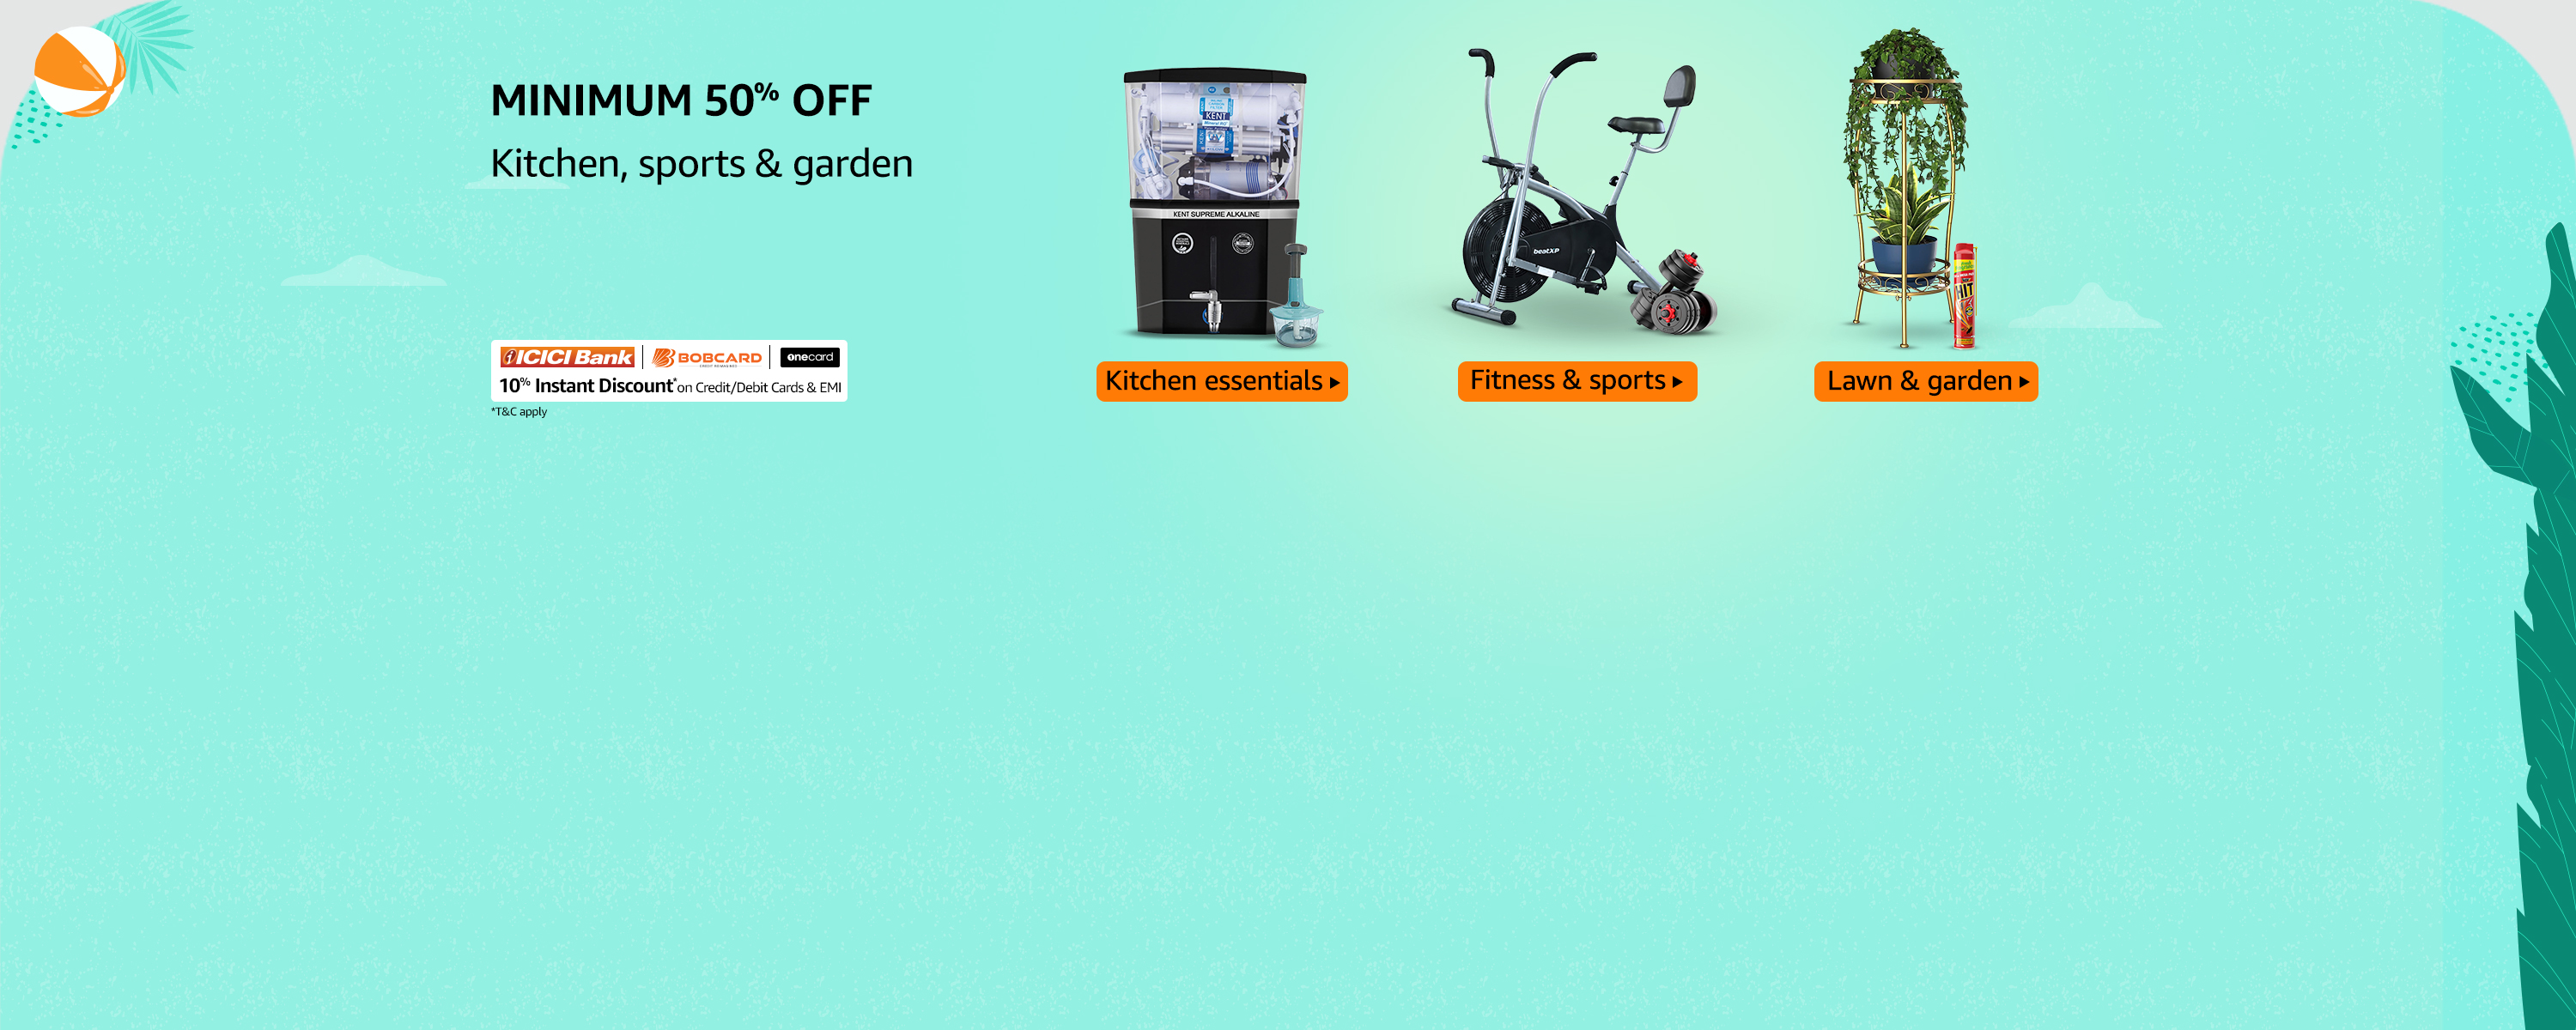 MINIMUM 50% OFF
Kitchen, sports & garden
ICICI Bank | BOBCARD | onecard
10% Instant Discount* on Credit/Debit Cards & EMI
*T&C apply
KENT
KENT SUPREME ALKALINE
beatXP
HIT
Kitchen essentials
Fitness & sports
Lawn & garden